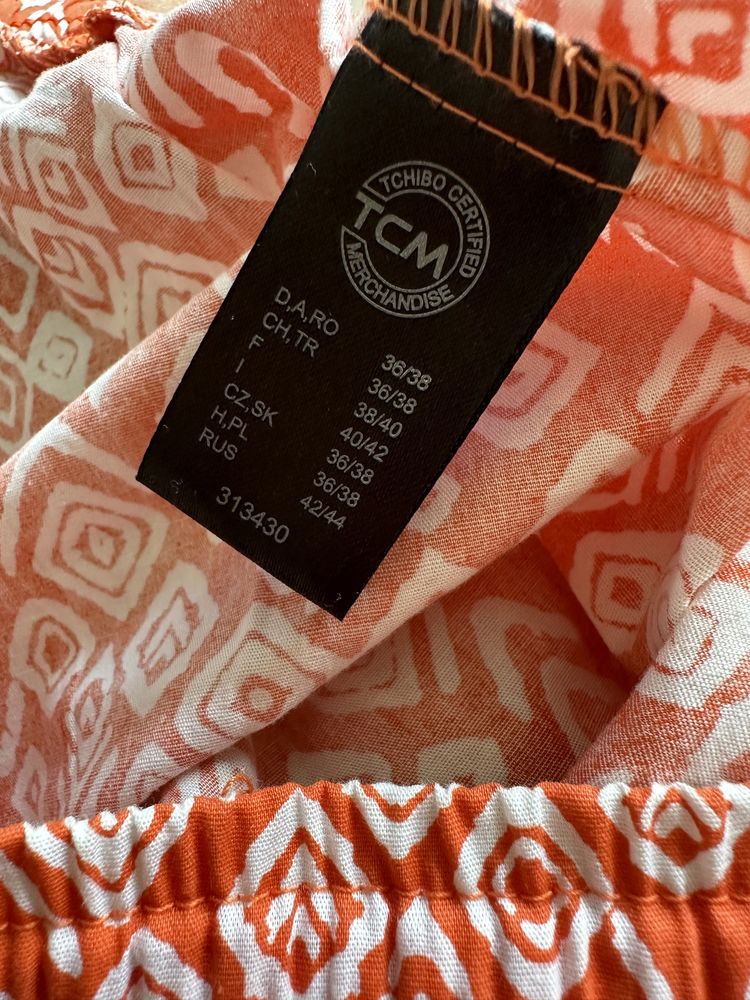 TCHIBO CERTIFIED
TCM
MERCHANDISE
D,A,RO 36/38
CH,TR 36/38
F 38/40
I 40/42
CZ,SK 36/38
H,PL 36/38
RUS 42/44
313430